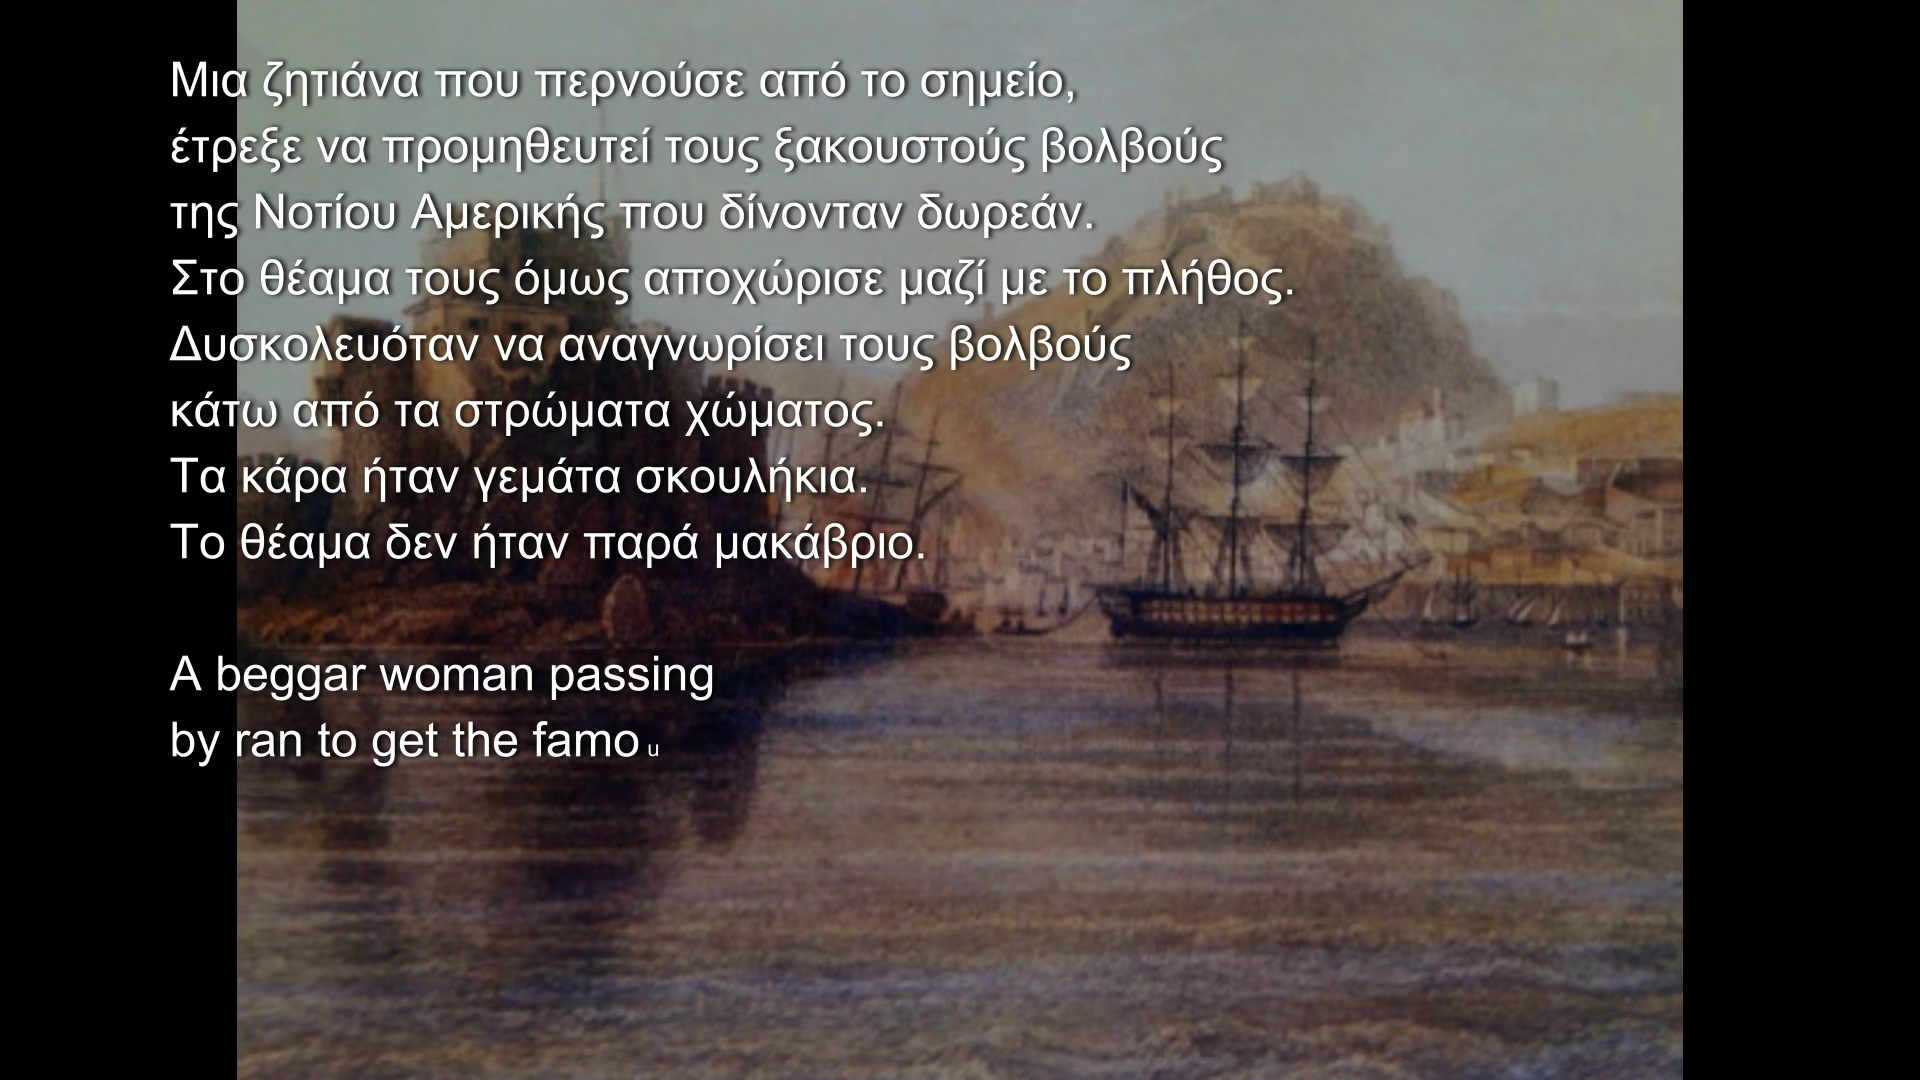 Μια ζητιάνα που περνούσε από το σημείο,
έτρεξε να προμηθευτεί τους ξακουστούς βολβούς
της Νοτίου Αμερικής που δίνονταν δωρεάν.
Στο θέαμα τους όμως αποχώρισε μαζί με το πλήθος.
Δυσκολευόταν να αναγνωρίσει τους βολβούς
κάτω από τα στρώματα χώματος.
Τα κάρα ήταν γεμάτα σκουλήκια.
Το θέαμα δεν ήταν παρά μακάβριο.
A beggar woman passing
by ran to get the famou